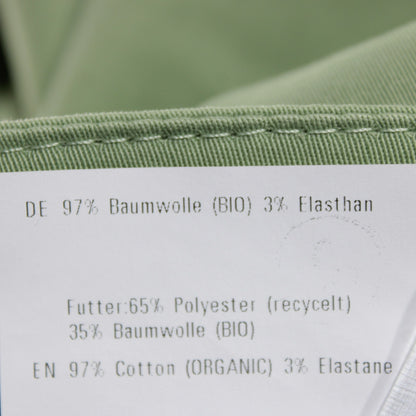 DE 97% Baumwolle (BIO) 3% Elasthan
Futter:65% Polyester (recycelt)
35% Baumwolle (BIO)
EN 97% Cotton (ORGANIC) 3% Elastane